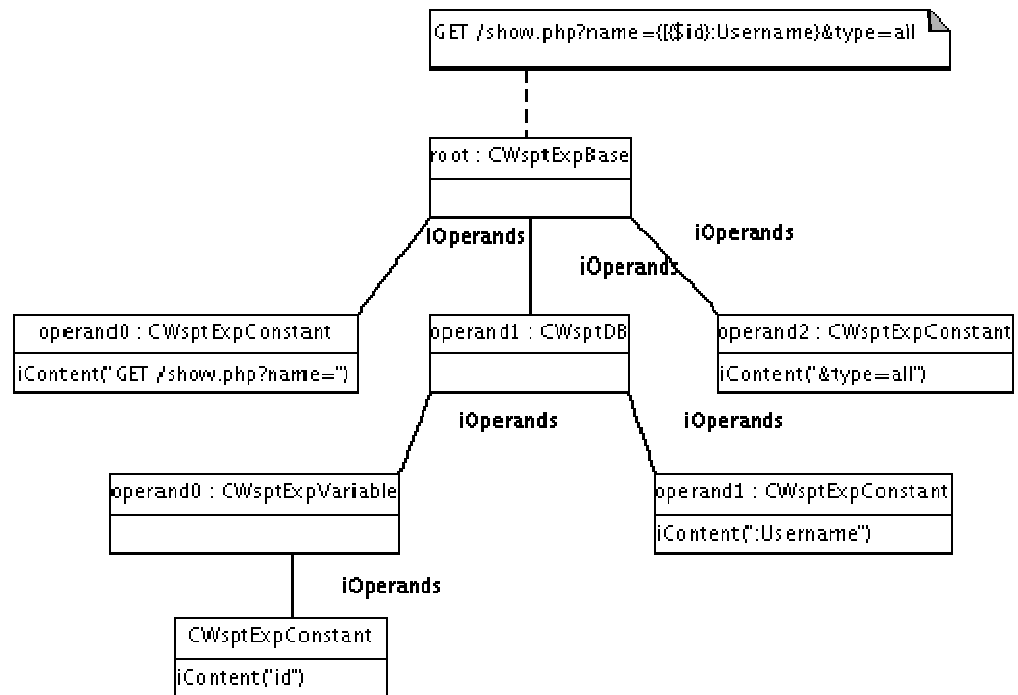 GET /show.php?name={[{$id}:Username}&type=all
root : CWsptExpBase
iOperands
iOperands
iOperands
operand0 : CWsptExpConstant
iContent("GET /show.php?name=")
operand1 : CWsptDB
operand2 : CWsptExpConstant
iContent("&type=all")
iOperands
iOperands
operand0 : CWsptExpVariable
operand1 : CWsptExpConstant
iContent(":Username")
iOperands
CWsptExpConstant
iContent("id")